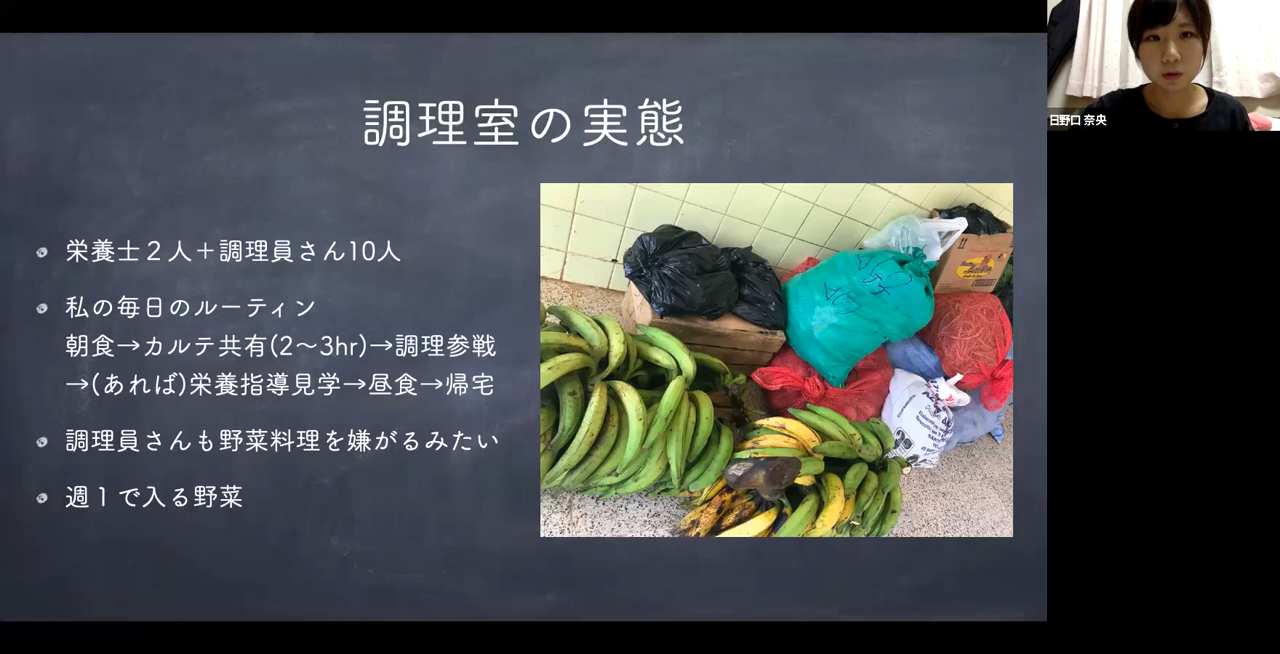 調理室の実態
栄養士２人＋調理員さん10人
私の毎日のルーティン
朝食→カルテ共有(2〜3hr)→調理参戦
→(あれば)栄養指導見学→昼食→帰宅
調理員さんも野菜料理を嫌がるみたい
週１で入る野菜
日野口 奈央